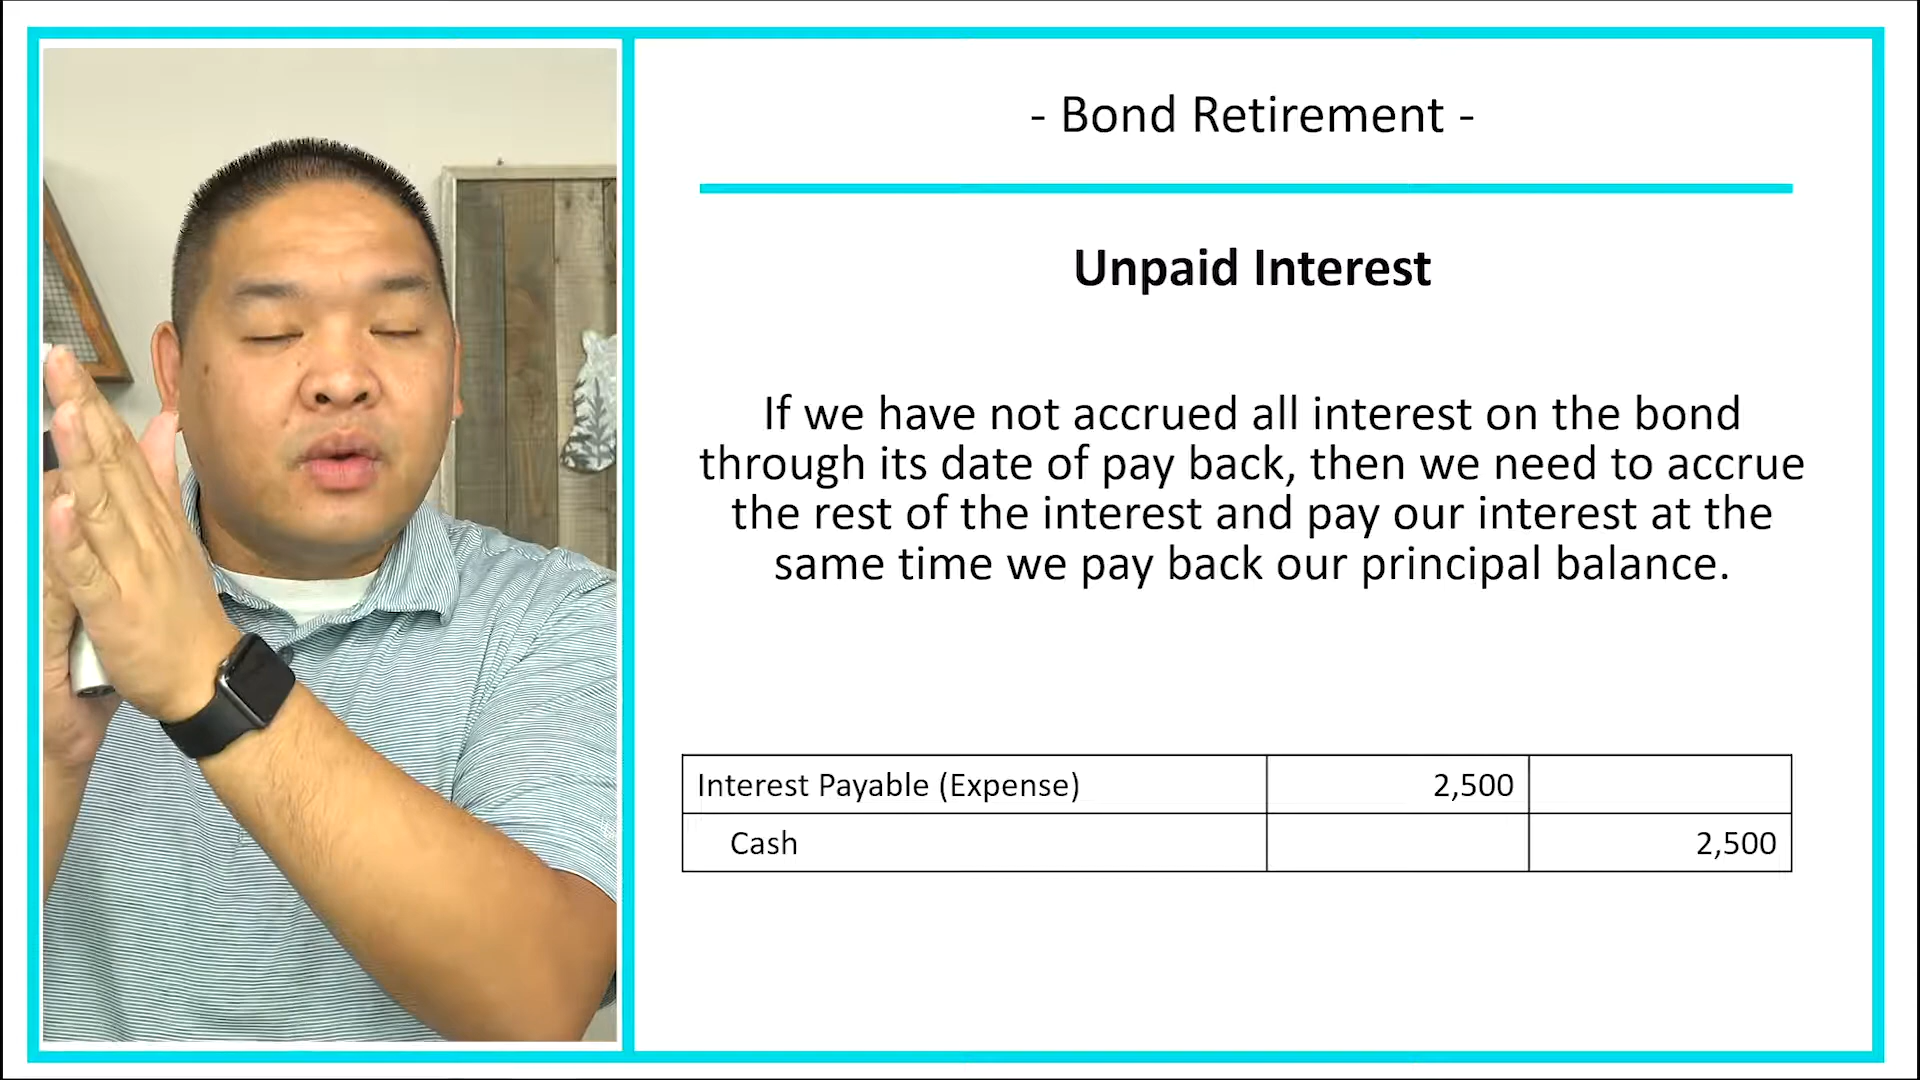 - Bond Retirement -
Unpaid Interest
If we have not accrued all interest on the bond
through its date of pay back, then we need to accrue
the rest of the interest and pay our interest at the
same time we pay back our principal balance.
Interest Payable (Expense) 2,500
Cash 2,500